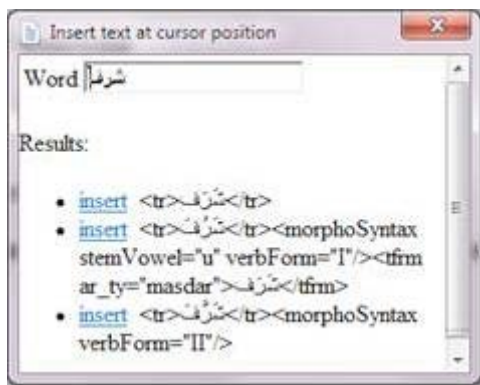 Insert text at cursor position
Word شرف
Results:
insert <tr>شَرَف</tr>
insert <tr>شَرُفَ</tr><morphoSyntax
stemVowel="u" verbForm="I"/><tfrm
ar_ty="masdar">شَرَف</tfrm>
insert <tr>شَرَّفَ</tr><morphoSyntax
verbForm="II"/>